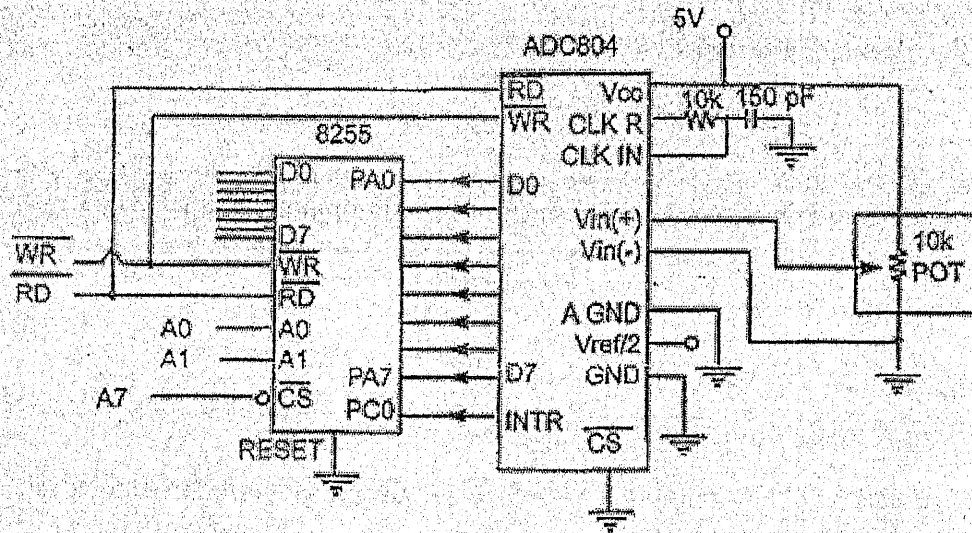 5V
ADC804
RD
WR
Vcc
CLK R
CLK IN
10k
150 pF
8255
D0
PA0
D0
D7
WR
RD
WR
RD
A0
A0
A1
A1
A7
CS
PA7
PC0
D7
INTR
RESET
Vin(+)
Vin(-)
A GND
Vref/2
GND
CS
10k
POT